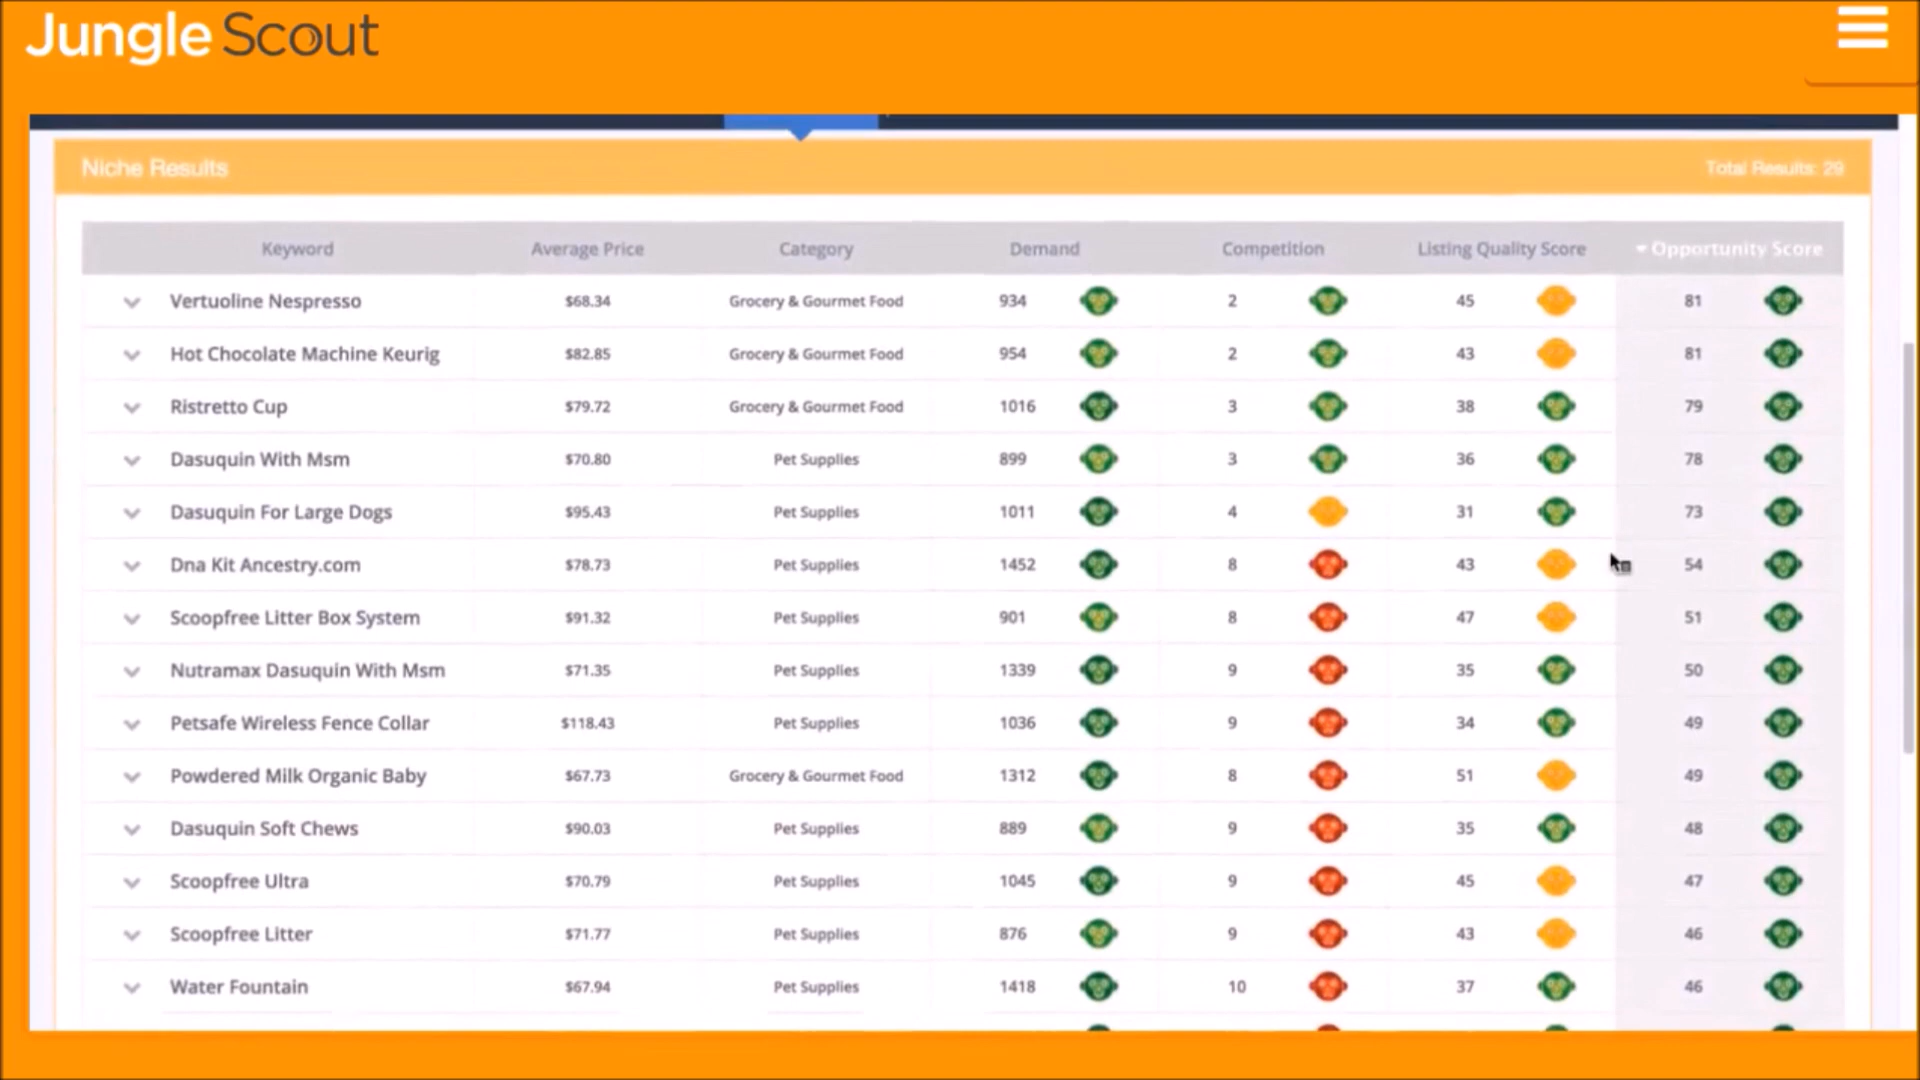 Jungle Scout
Niche Results Total Results: 29
Keyword Average Price Category Demand Competition Listing Quality Score Opportunity Score
Vertuoline Nespresso $68.34 Grocery & Gourmet Food 934 2 45 81
Hot Chocolate Machine Keurig $82.85 Grocery & Gourmet Food 954 2 43 81
Ristretto Cup $79.72 Grocery & Gourmet Food 1016 3 38 79
Dasuquin With Msm $70.80 Pet Supplies 899 3 36 78
Dasuquin For Large Dogs $95.43 Pet Supplies 1011 4 31 73
Dna Kit Ancestry.com $78.73 Pet Supplies 1452 8 43 54
Scoopfree Litter Box System $91.32 Pet Supplies 901 8 47 51
Nutramax Dasuquin With Msm $71.35 Pet Supplies 1339 9 35 50
Petsafe Wireless Fence Collar $118.43 Pet Supplies 1036 9 34 49
Powdered Milk Organic Baby $67.73 Grocery & Gourmet Food 1312 8 51 49
Dasuquin Soft Chews $90.03 Pet Supplies 889 9 35 48
Scoopfree Ultra $70.79 Pet Supplies 1045 9 45 47
Scoopfree Litter $71.77 Pet Supplies 876 9 43 46
Water Fountain $67.94 Pet Supplies 1418 10 37 46